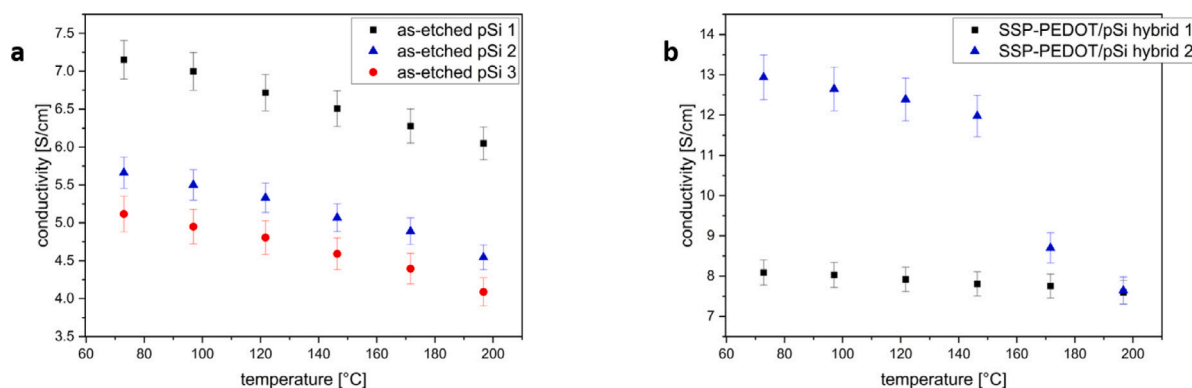 a
as-etched pSi 1
as-etched pSi 2
as-etched pSi 3
7.5
7.0
6.5
6.0
5.5
5.0
4.5
4.0
3.5
conductivity [S/cm]
60 80 100 120 140 160 180 200
temperature [°C]
b
SSP-PEDOT/pSi hybrid 1
SSP-PEDOT/pSi hybrid 2
14
13
12
11
10
9
8
7
conductivity [S/cm]
60 80 100 120 140 160 180 200
temperature [°C]